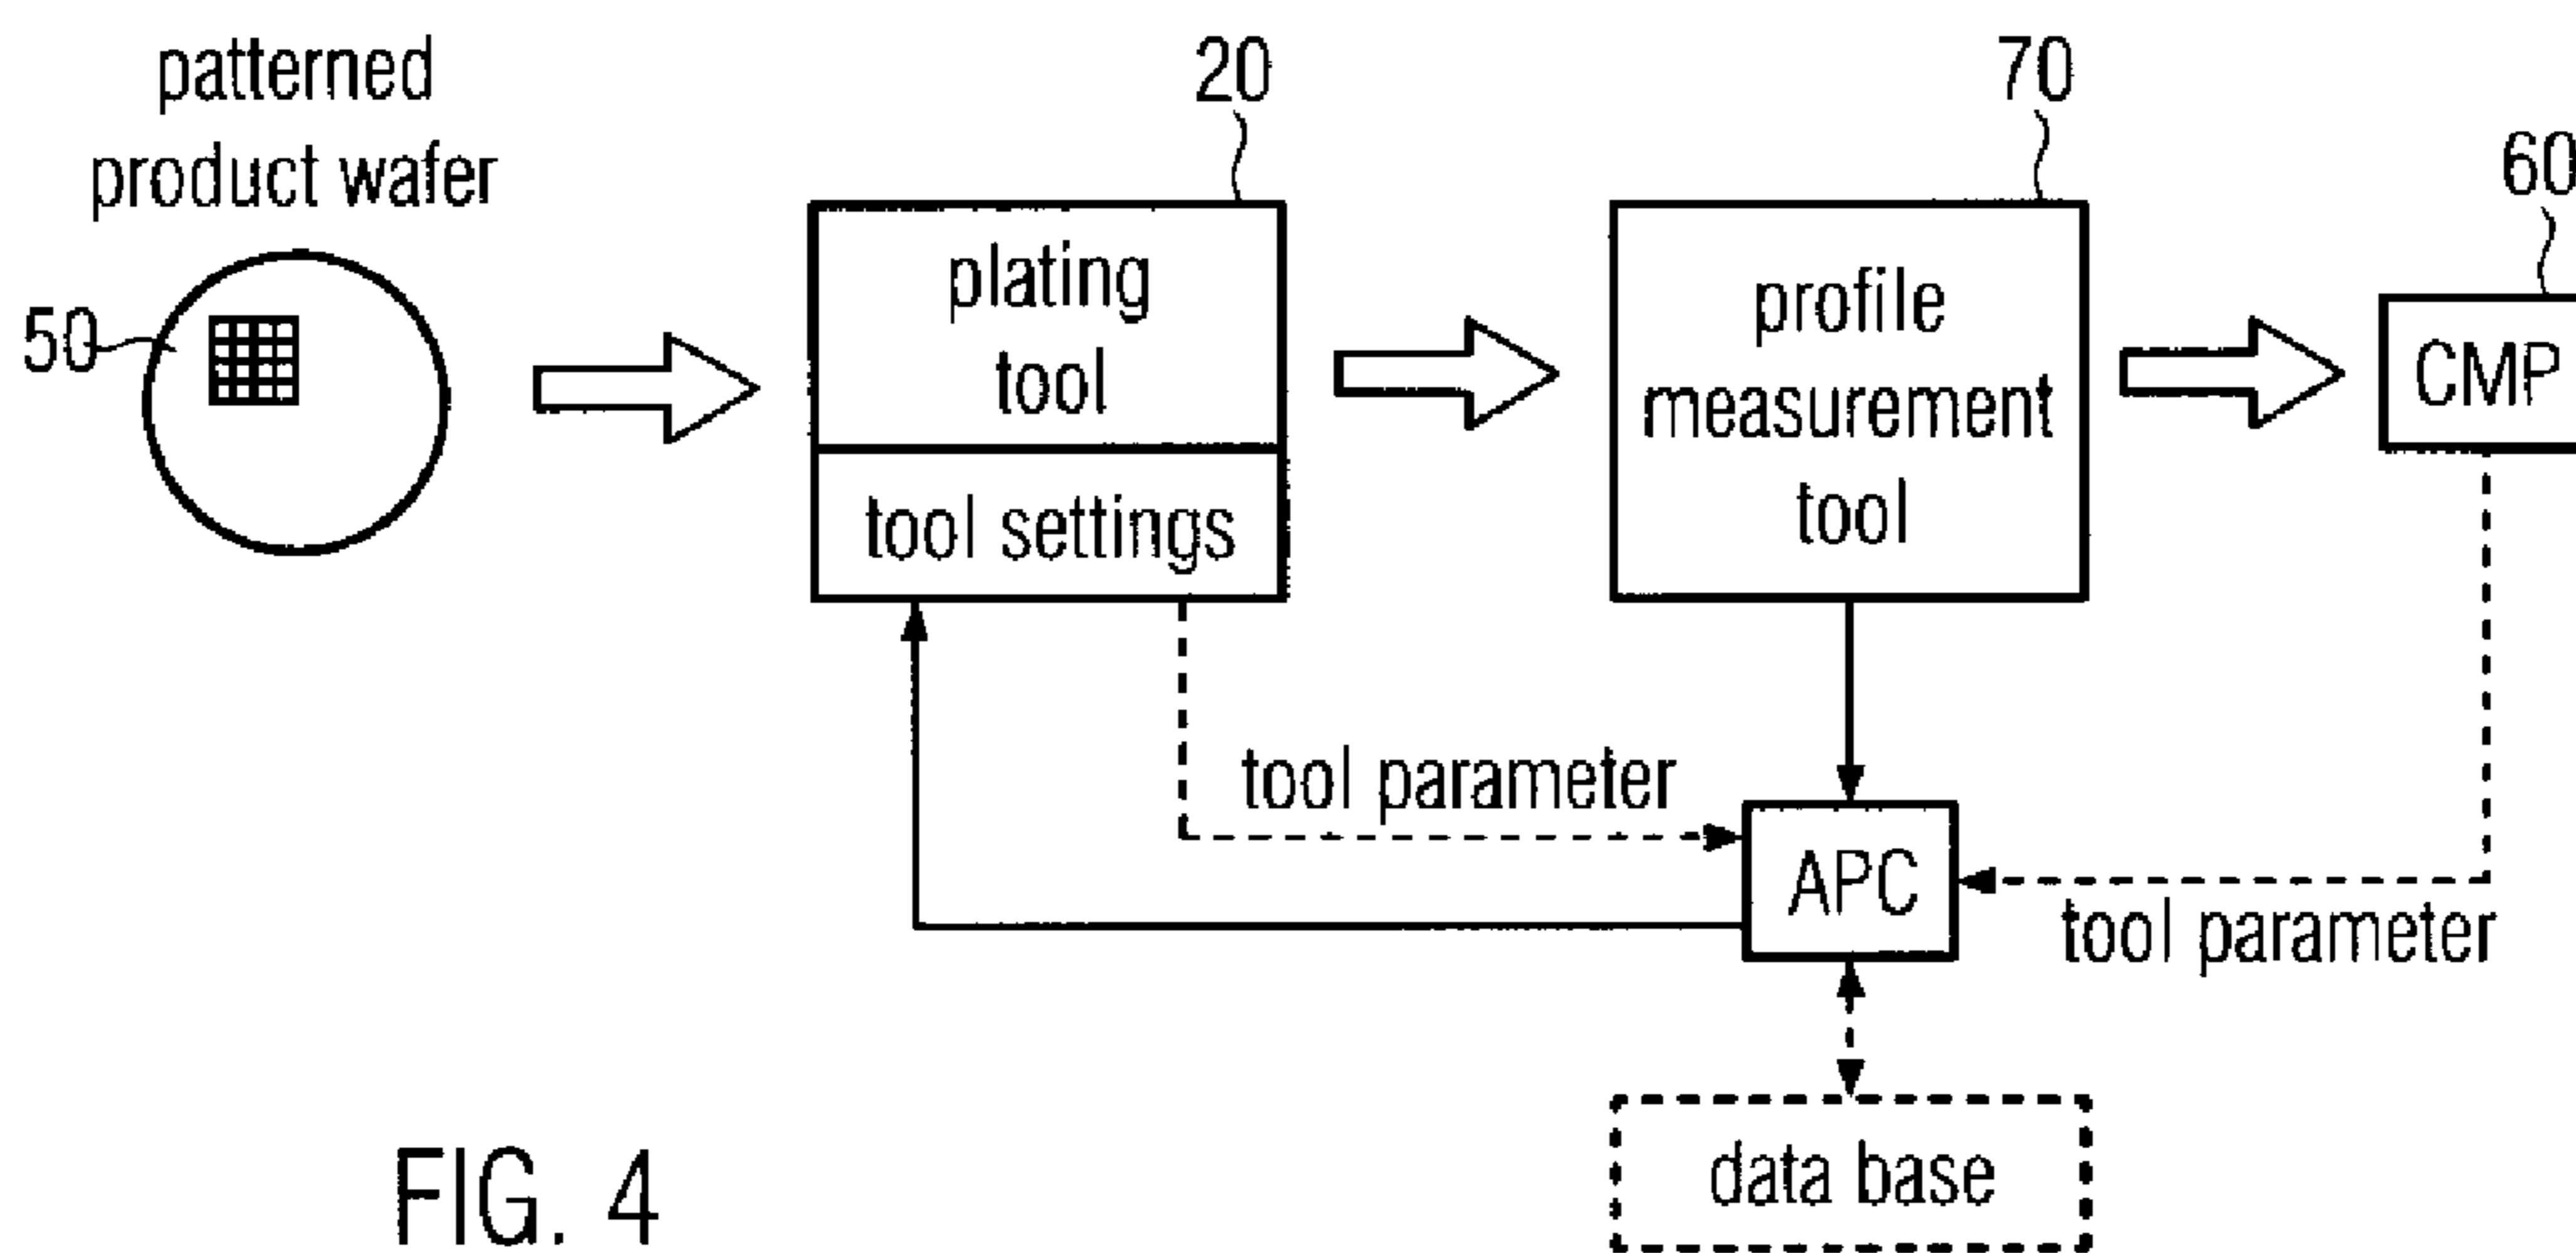 patterned
product wafer
50
20
plating
tool
tool settings
70
profile
measurement
tool
60
CMP
tool parameter
APC
tool parameter
data base
FIG. 4